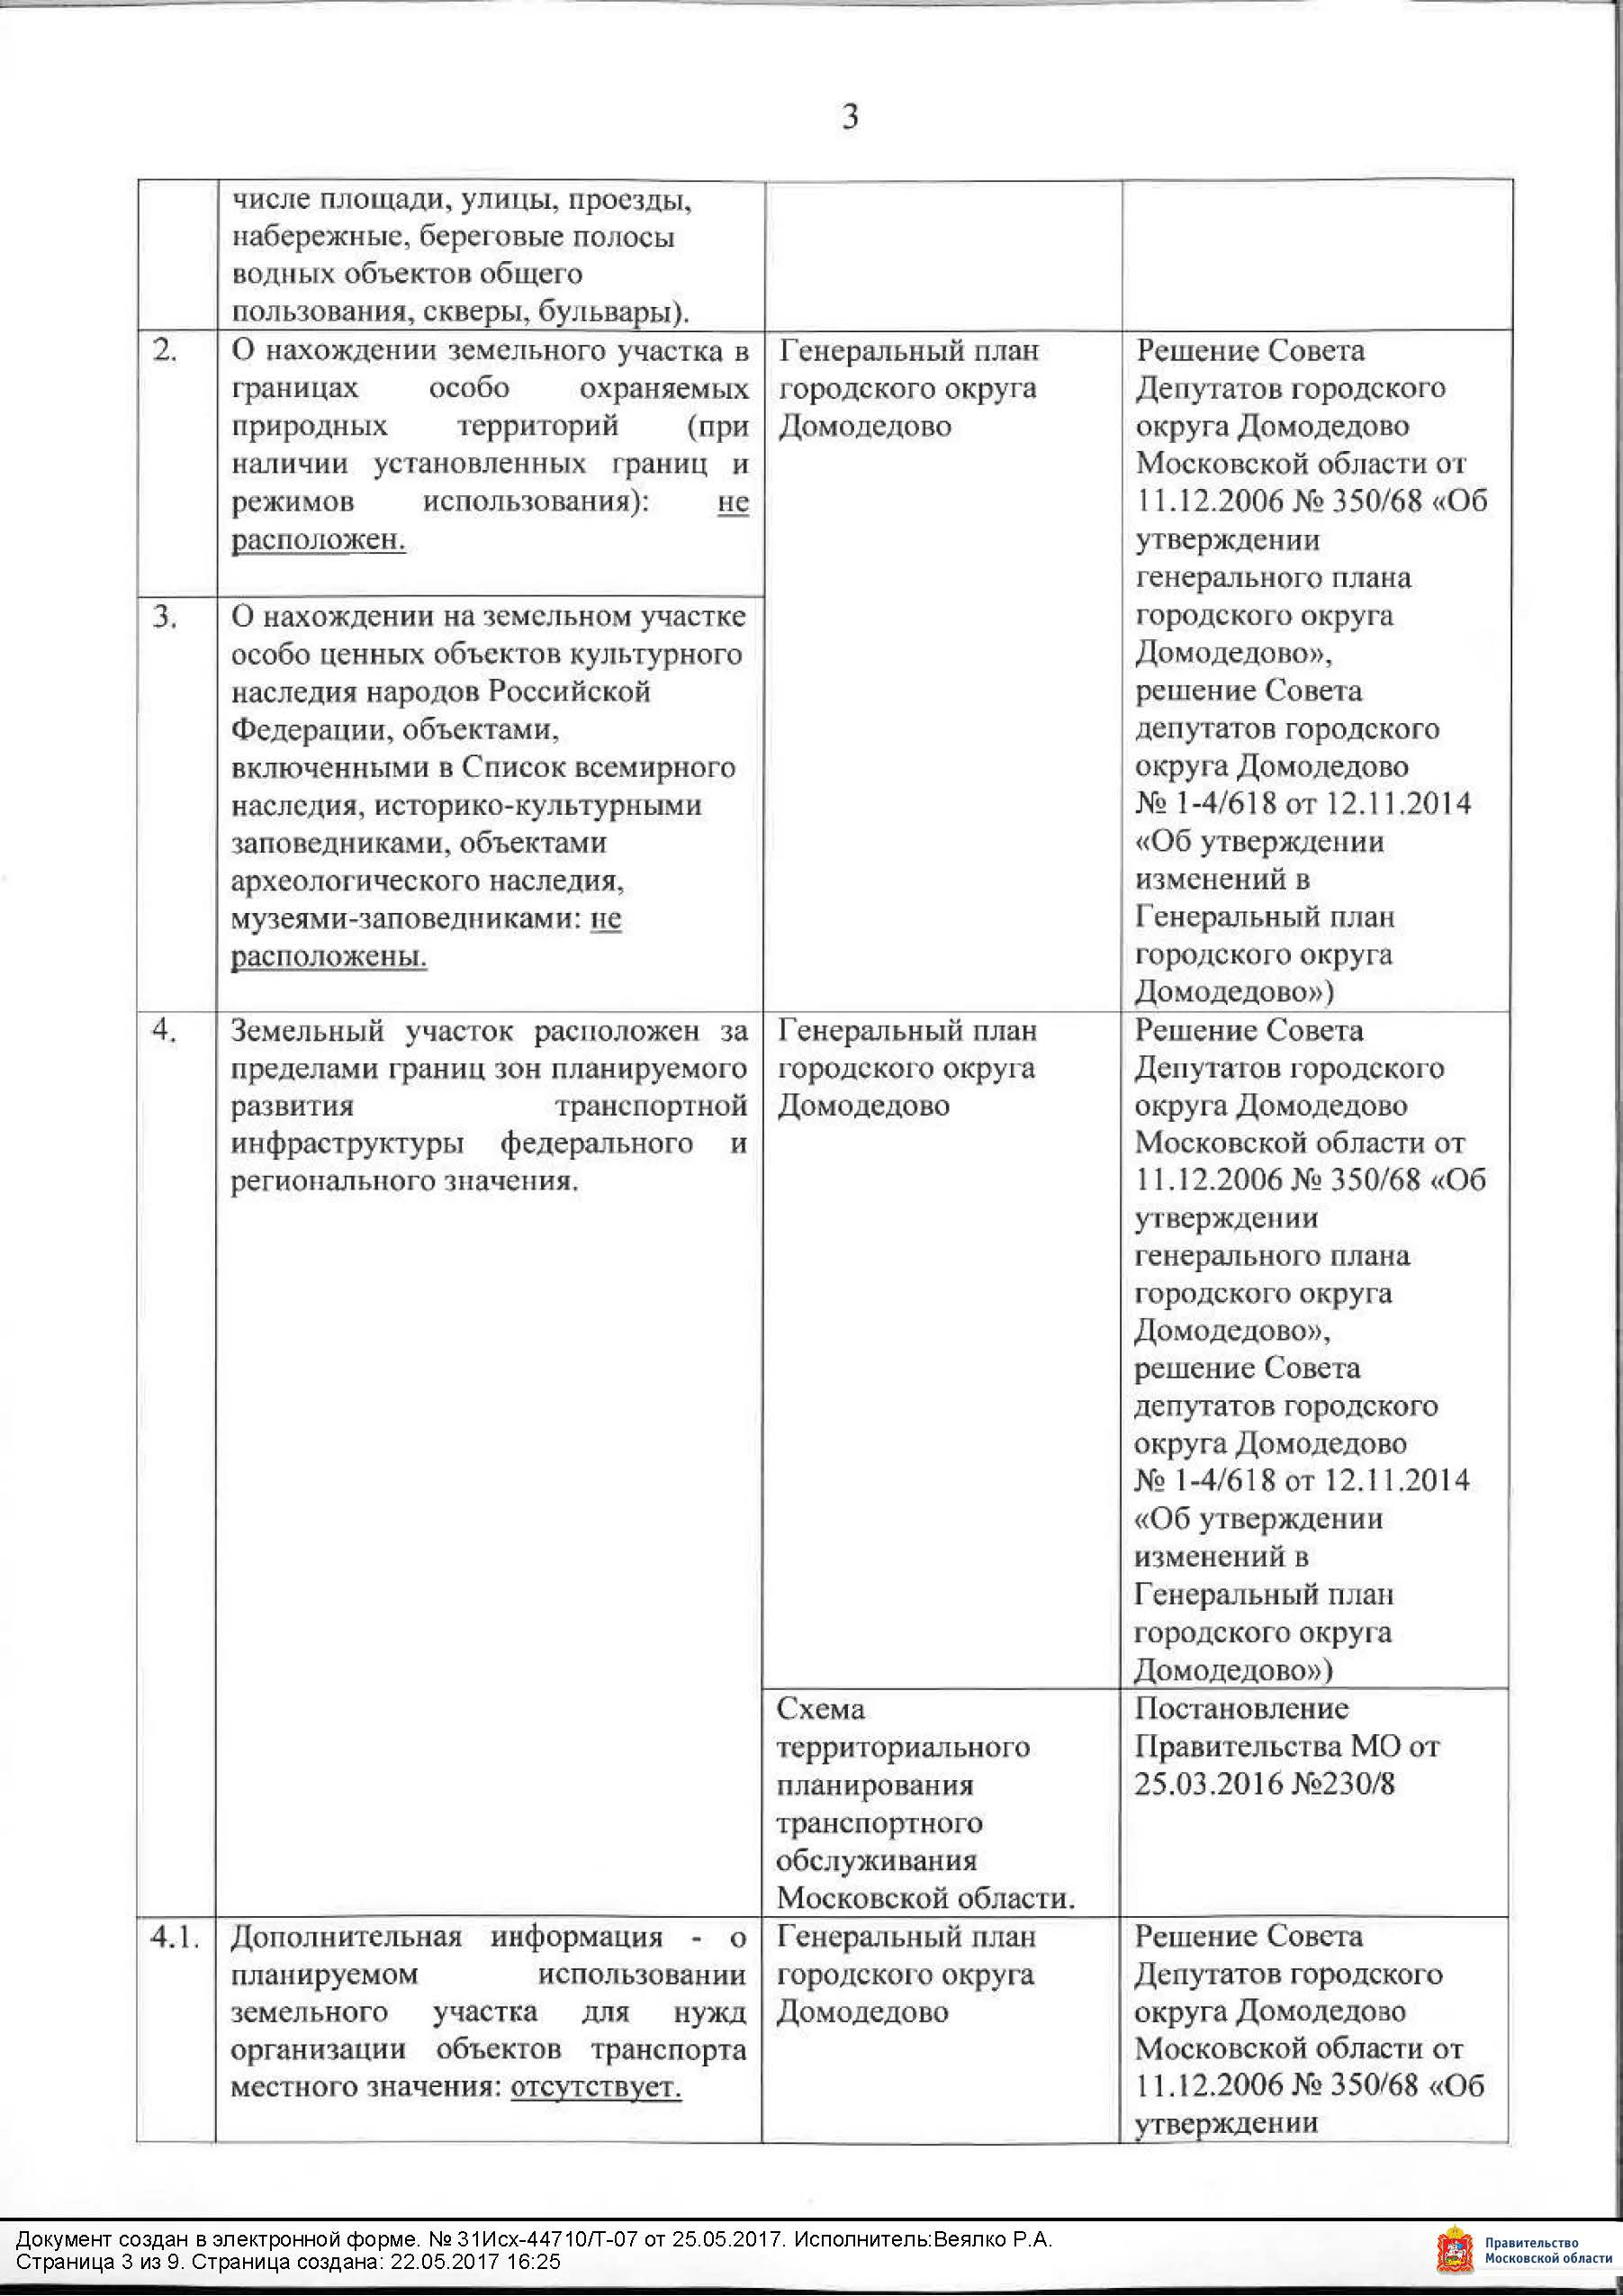 3
числе площади, улицы, проезды,
набережные, береговые полосы
водных объектов общего
пользования, скверы, бульвары).
2.
О нахождении земельного участка в
границах особо охраняемых
природных территорий (при
наличии установленных границ и
режимов использования): не
расположен.
Генеральный план
городского округа
Домодедово
Решение Совета
Депутатов городского
округа Домодедово
Московской области от
11.12.2006 № 350/68 «Об
утверждении
генерального плана
городского округа
Домодедово»,
решение Совета
депутатов городского
округа Домодедово
№ 1-4/618 от 12.11.2014
«Об утверждении
изменений в
Генеральный план
городского округа
Домодедово»)
3.
О нахождении на земельном участке
особо ценных объектов культурного
наследия народов Российской
Федерации, объектами,
включенными в Список всемирного
наследия, историко-культурными
заповедниками, объектами
археологического наследия,
музеями-заповедниками: не
расположены.
4.
Земельный участок расположен за
пределами границ зон планируемого
развития транспортной
инфраструктуры федерального и
регионального значения.
Генеральный план
городского округа
Домодедово
Решение Совета
Депутатов городского
округа Домодедово
Московской области от
11.12.2006 № 350/68 «Об
утверждении
генерального плана
городского округа
Домодедово»,
решение Совета
депутатов городского
округа Домодедово
№ 1-4/618 от 12.11.2014
«Об утверждении
изменений в
Генеральный план
городского округа
Домодедово»)
Схема
территориального
планирования
транспортного
обслуживания
Московской области.
Постановление
Правительства МО от
25.03.2016 №230/8
4.1.
Дополнительная информация - о
планируемом использовании
земельного участка для нужд
организации объектов транспорта
местного значения: отсутствует.
Генеральный план
городского округа
Домодедово
Решение Совета
Депутатов городского
округа Домодедово
Московской области от
11.12.2006 № 350/68 «Об
утверждении
Документ создан в электронной форме. № 31Исх-44710/Т-07 от 25.05.2017. Исполнитель:Веялко Р.А.
Страница 3 из 9. Страница создана: 22.05.2017 16:25
Правительство
Московской области